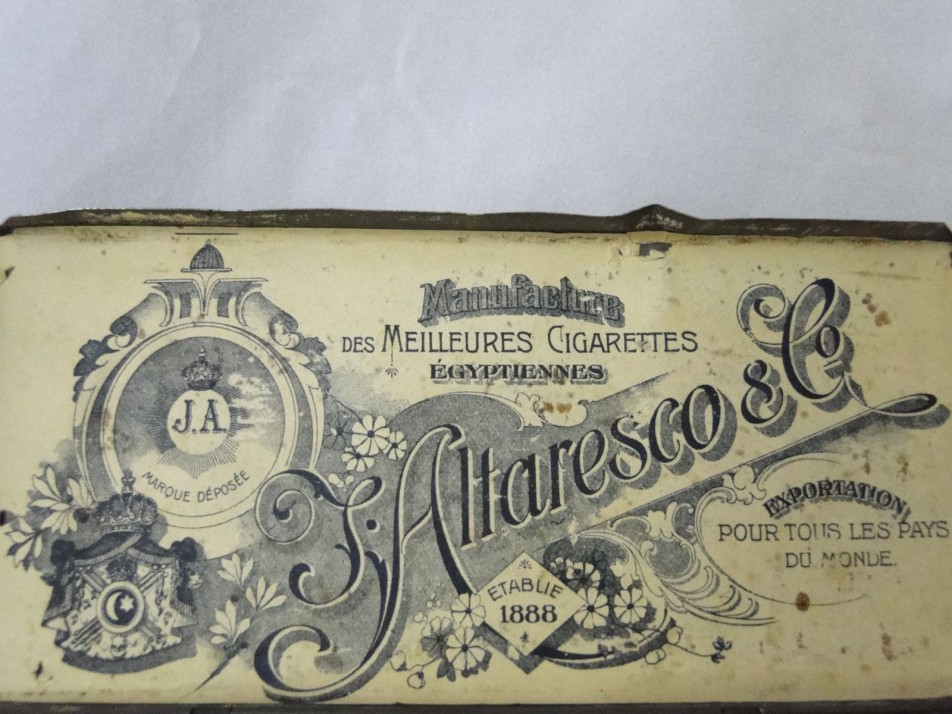 J.A.
MARQUE DÉPOSÉE
Manufacture
DES MEILLEURES CIGARETTES
ÉGYPTIENNES
J. Altaresco & Co
ETABLIE
1888
EXPORTATION
POUR TOUS LES PAYS
DU MONDE.